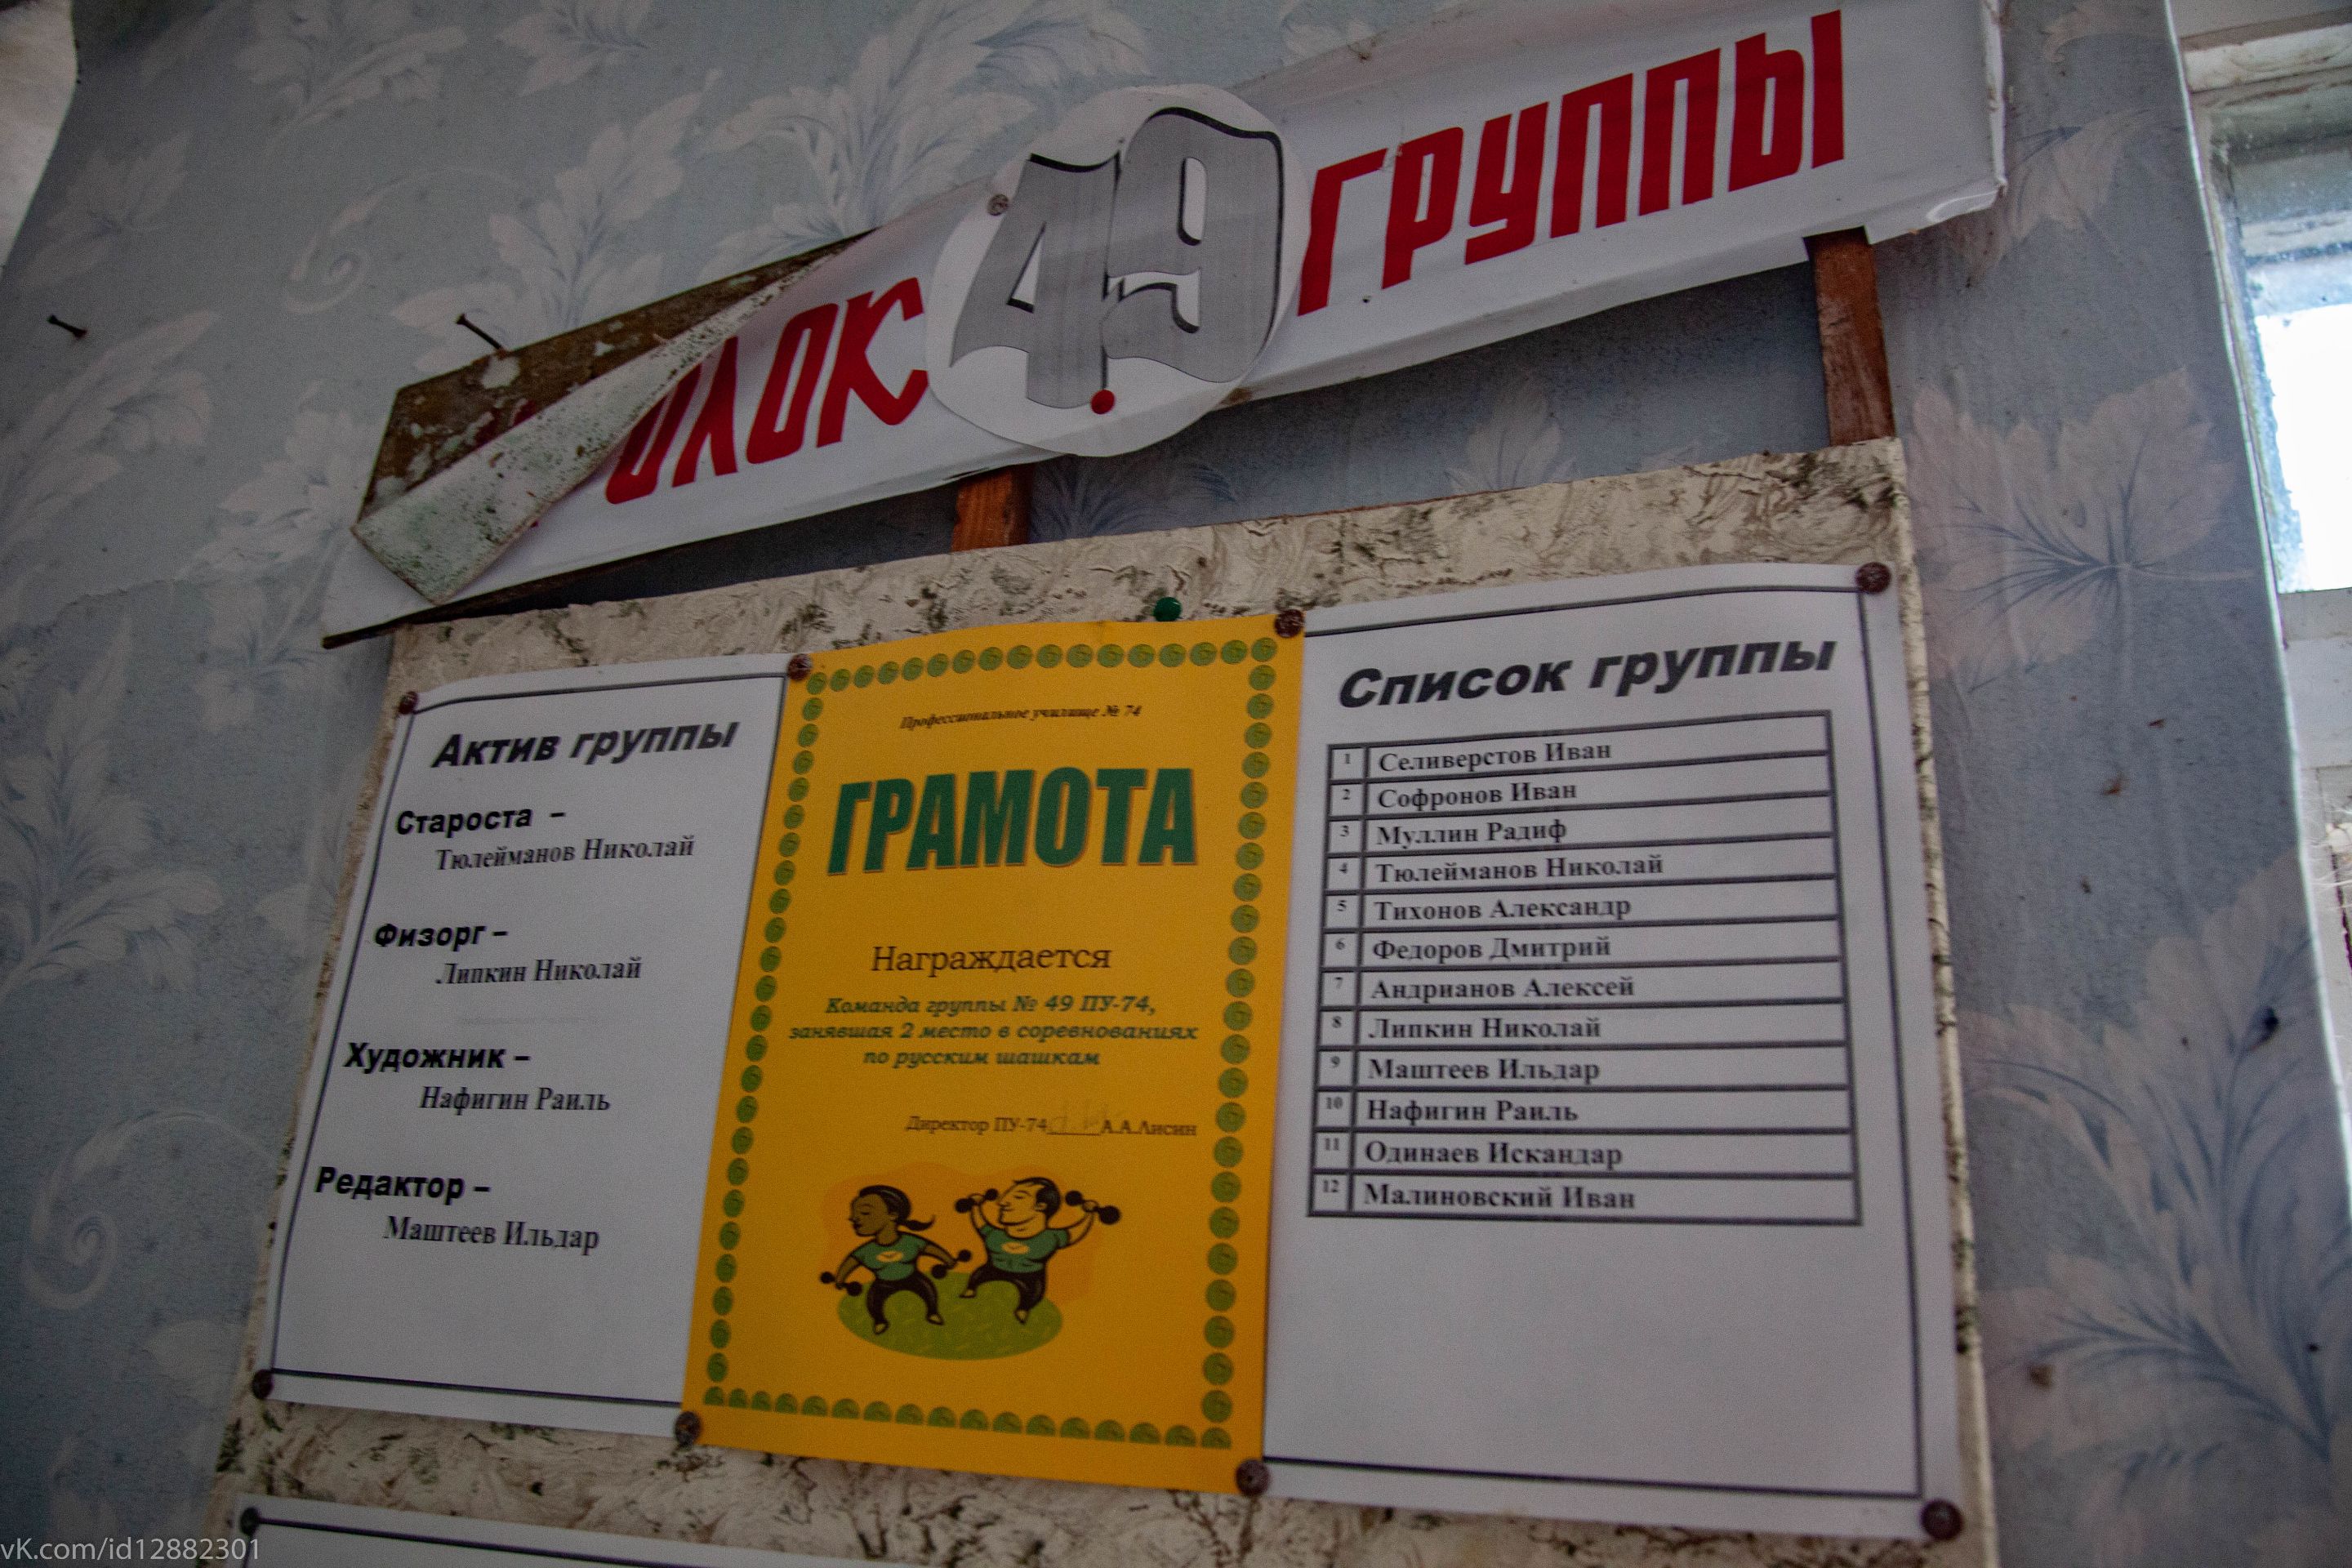 ОЛОК 49 ГРУППЫ
Актив группы
Староста –
Тюлейманов Николай
Физорг –
Липкин Николай
Художник –
Нафигин Раиль
Редактор –
Маштеев Ильдар
Профессиональное училище № 74
ГРАМОТА
Награждается
Команда группы № 49 ПУ-74,
занявшая 2 место в соревнованиях
по русским шашкам
Директор ПУ-74 А.А.Лисин
Список группы
1 Селиверстов Иван
2 Софронов Иван
3 Муллин Радиф
4 Тюлейманов Николай
5 Тихонов Александр
6 Федоров Дмитрий
7 Андрианов Алексей
8 Липкин Николай
9 Маштеев Ильдар
10 Нафигин Раиль
11 Одинаев Искандар
12 Малиновский Иван
vK.com/id12882301